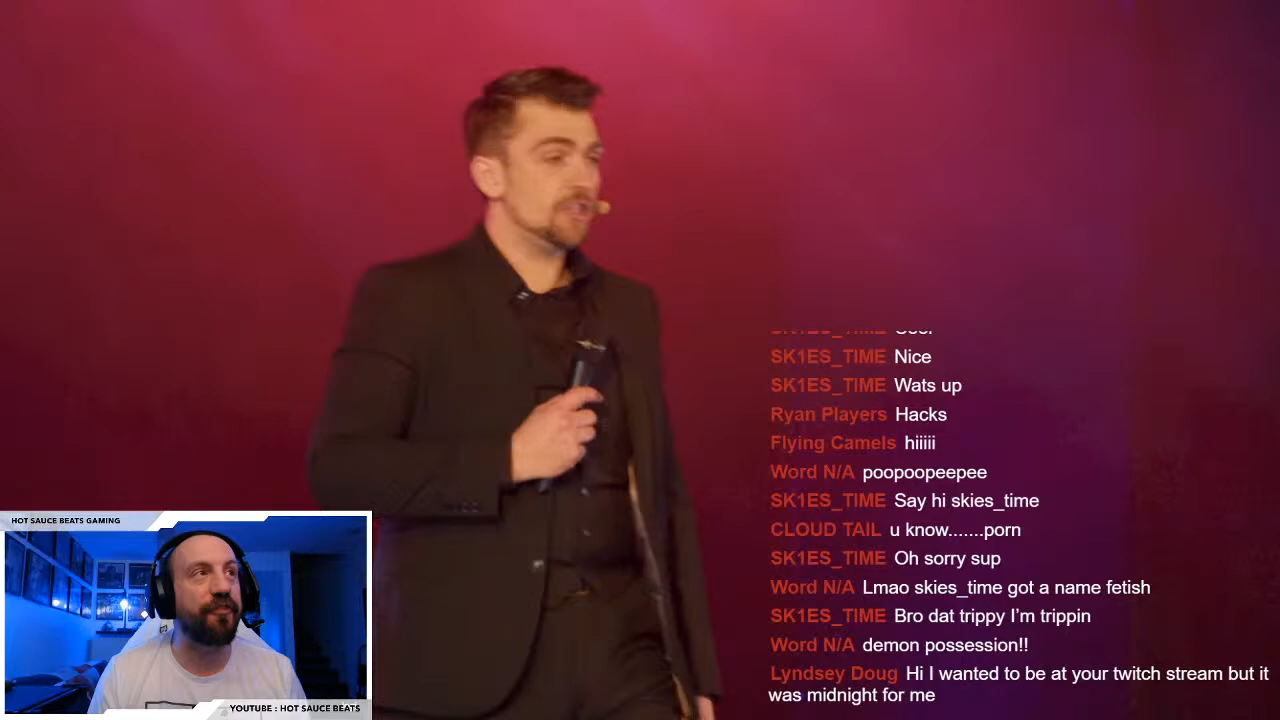 SK1ES_TIME
SK1ES_TIME Nice
SK1ES_TIME Wats up
Ryan Players Hacks
Flying Camels hiiiii
Word N/A poopoopeepee
SK1ES_TIME Say hi skies_time
CLOUD TAIL u know.......porn
SK1ES_TIME Oh sorry sup
Word N/A Lmao skies_time got a name fetish
SK1ES_TIME Bro dat trippy I'm trippin
Word N/A demon possession!!
Lyndsey Doug Hi I wanted to be at your twitch stream but it
was midnight for me
HOT SAUCE BEATS GAMING
YOUTUBE : HOT SAUCE BEATS